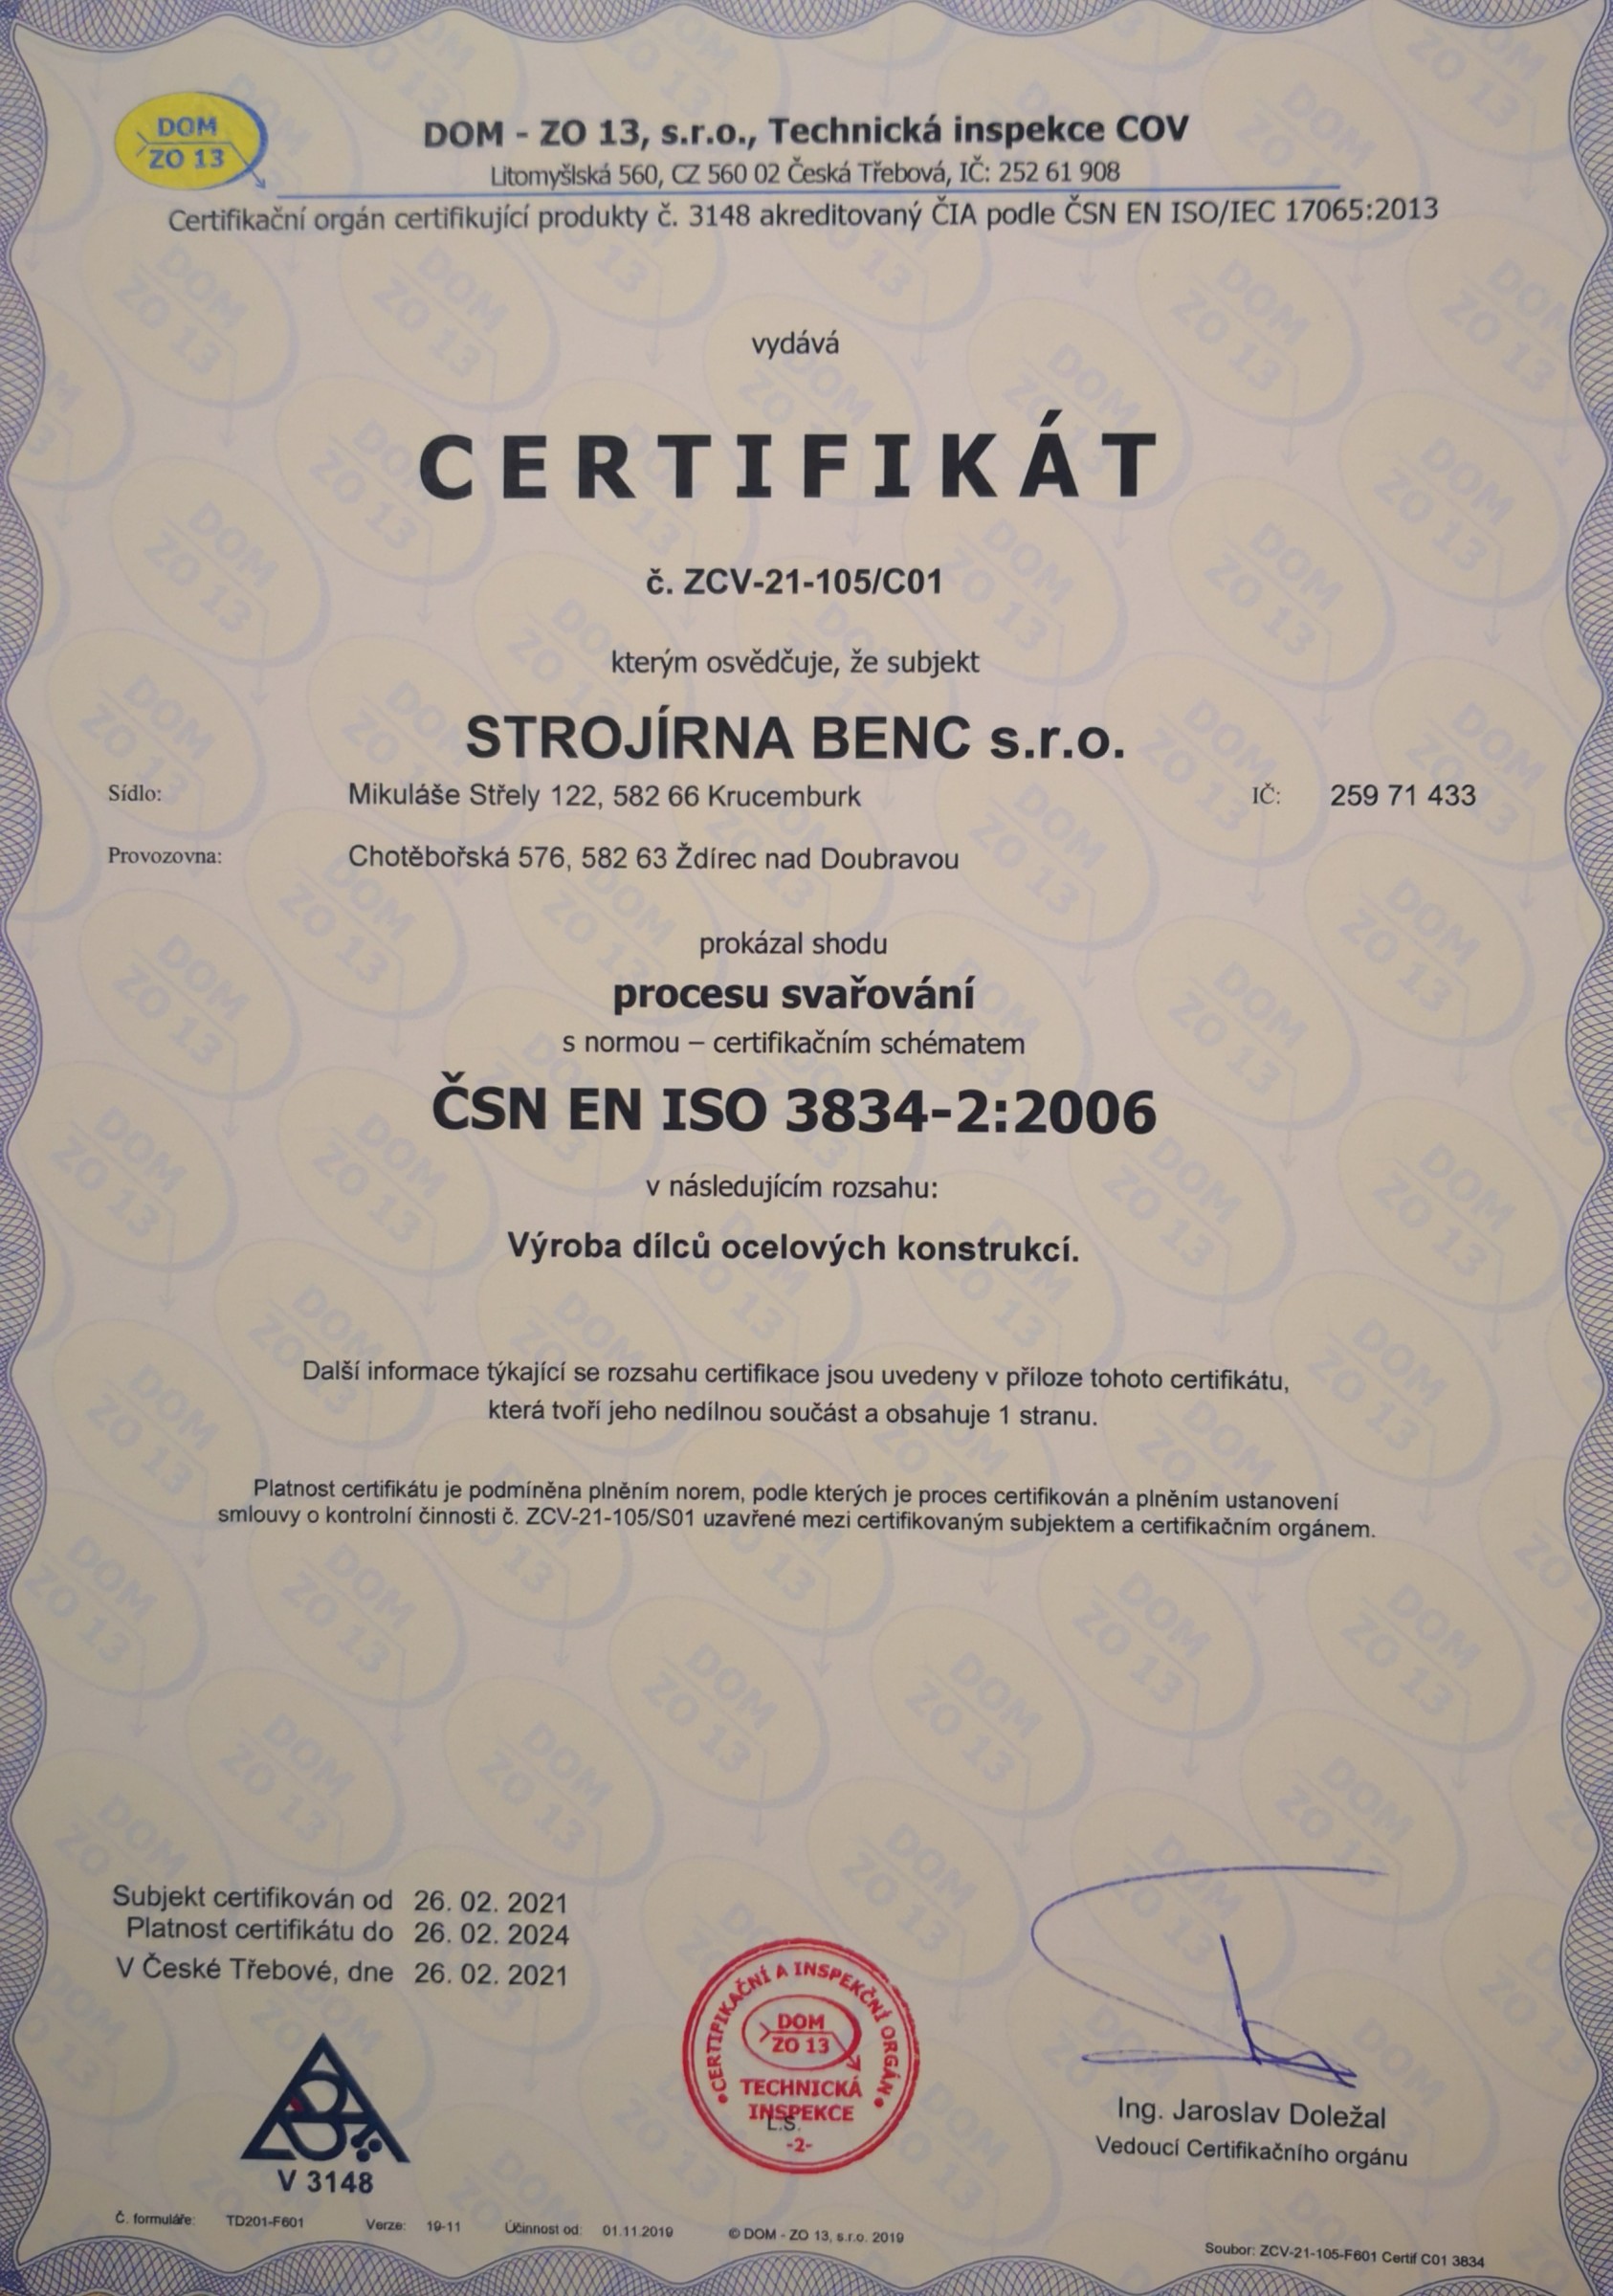 DOM
ZO 13
DOM - ZO 13, s.r.o., Technická inspekce COV
Litomyšlská 560, CZ 560 02 Česká Třebová, IČ: 252 61 908
Certifikační orgán certifikující produkty č. 3148 akreditovaný ČIA podle ČSN EN ISO/IEC 17065:2013
vydává
CERTIFIKÁT
č. ZCV-21-105/C01
kterým osvědčuje, že subjekt
STROJÍRNA BENC s.r.o.
Sídlo: Mikuláše Střely 122, 582 66 Krucemburk IČ: 259 71 433
Provozovna: Chotěbořská 576, 582 63 Ždírec nad Doubravou
prokázal shodu
procesu svařování
s normou – certifikačním schématem
ČSN EN ISO 3834-2:2006
v následujícím rozsahu:
Výroba dílců ocelových konstrukcí.
Další informace týkající se rozsahu certifikace jsou uvedeny v příloze tohoto certifikátu,
která tvoří jeho nedílnou součást a obsahuje 1 stranu.
Platnost certifikátu je podmíněna plněním norem, podle kterých je proces certifikován a plněním ustanovení
smlouvy o kontrolní činnosti č. ZCV-21-105/S01 uzavřené mezi certifikovaným subjektem a certifikačním orgánem.
Subjekt certifikován od 26. 02. 2021
Platnost certifikátu do 26. 02. 2024
V České Třebové, dne 26. 02. 2021
CERTIFIKAČNÍ A INSPEKČNÍ ORGÁN
DOM
ZO 13
TECHNICKÁ
INSPEKCE
L.S.
-2-
Ing. Jaroslav Doležal
Vedoucí Certifikačního orgánu
V 3148
Č. formuláře: TD201-F601 Verze: 19-11 Účinnost od: 01.11.2019 © DOM - ZO 13, s.r.o. 2019
Soubor: ZCV-21-105-F601 Certif C01 3834